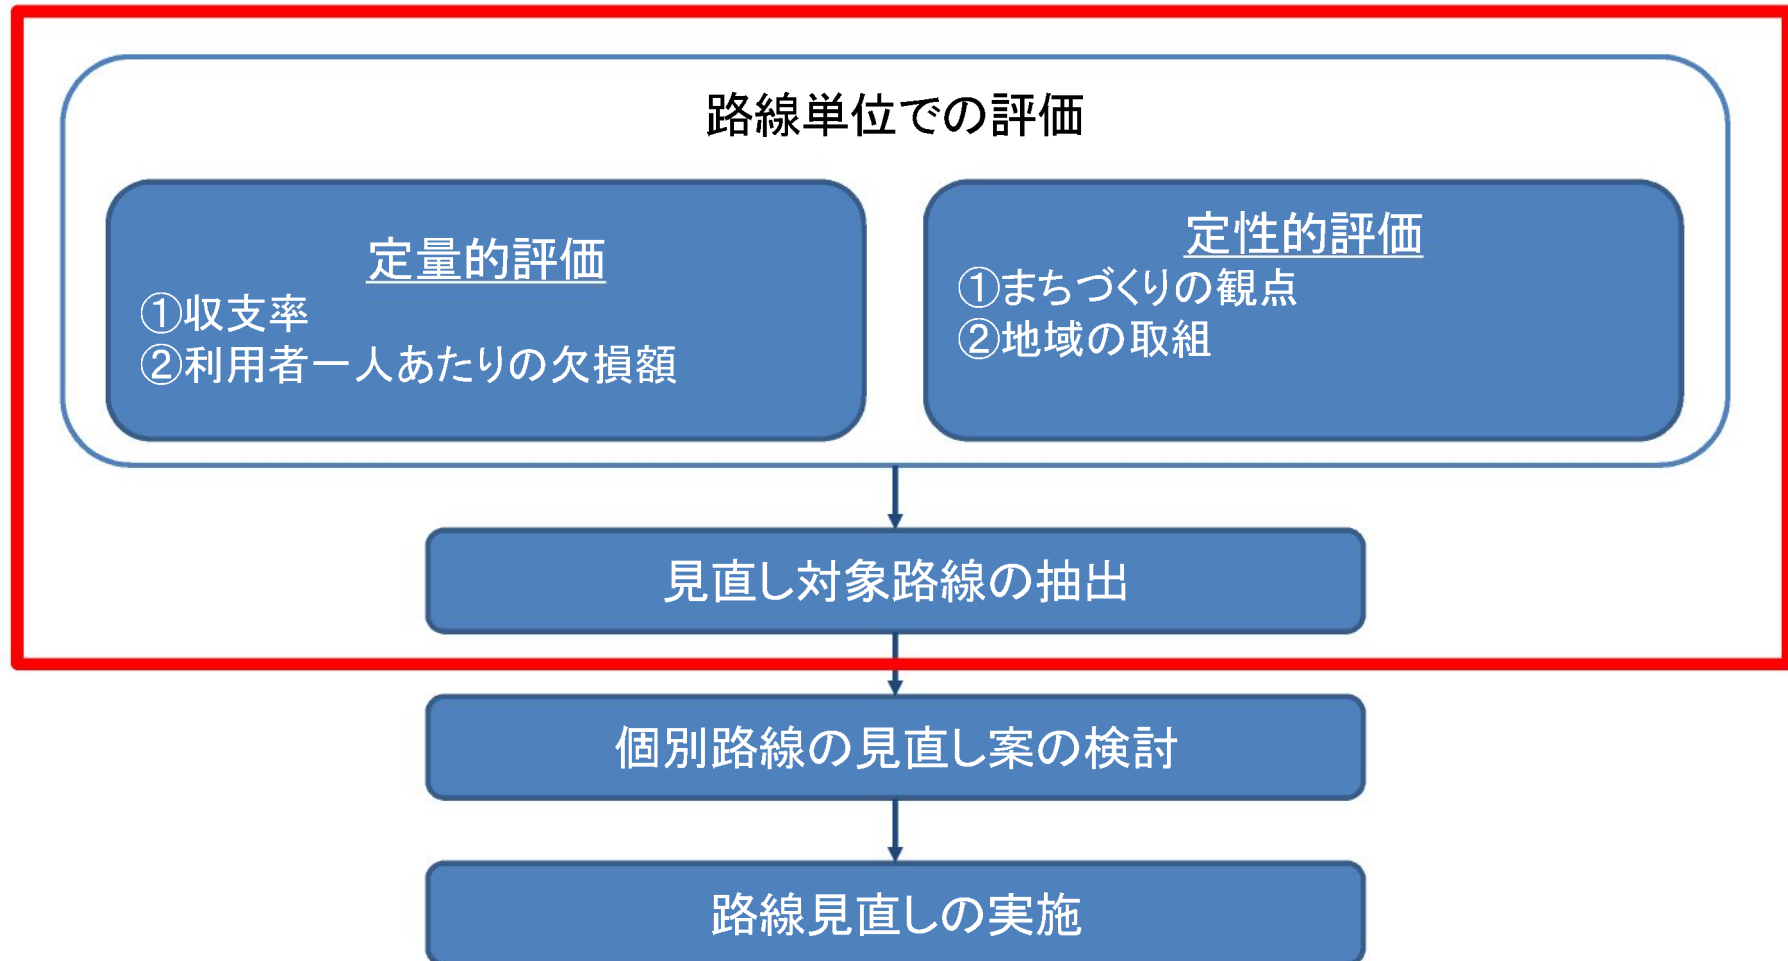 路線単位での評価
定量的評価
①収支率
②利用者一人あたりの欠損額
定性的評価
①まちづくりの観点
②地域の取組
見直し対象路線の抽出
個別路線の見直し案の検討
路線見直しの実施